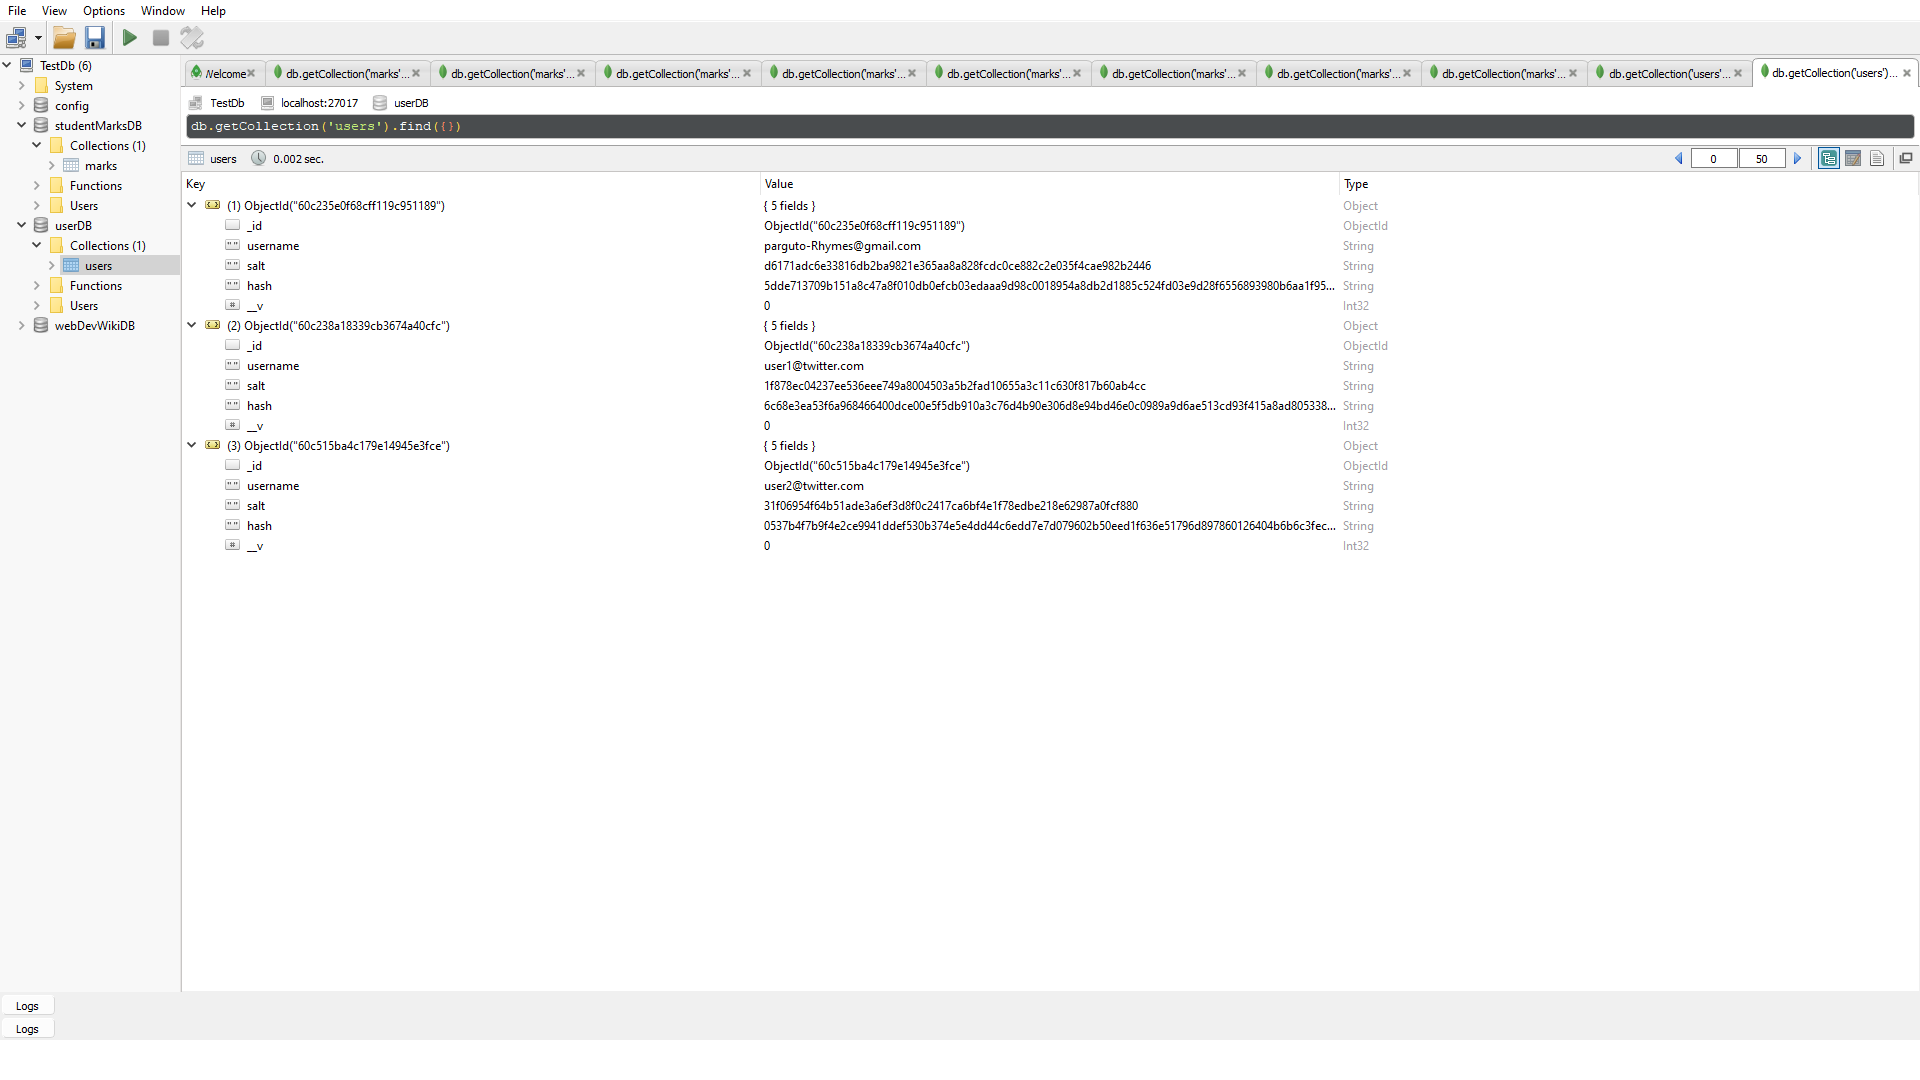 File View Options Window Help
Welcome db.getCollection('marks'... db.getCollection('marks'... db.getCollection('marks'... db.getCollection('marks'... db.getCollection('marks'... db.getCollection('marks'... db.getCollection('marks'... db.getCollection('marks'... db.getCollection('users'... db.getCollection('users')...
TestDb (6)
System
config
studentMarksDB
Collections (1)
marks
Functions
Users
userDB
Collections (1)
users
Functions
Users
webDevWikiDB
TestDb localhost:27017 userDB
db.getCollection('users').find({})
users 0.002 sec. 0 50
Key Value Type
(1) ObjectId("60c235e0f68cff119c951189") { 5 fields } Object
_id ObjectId("60c235e0f68cff119c951189") ObjectId
username parguto-Rhymes@gmail.com String
salt d6171adc6e33816db2ba9821e365aa8a828fcdc0ce882c2e035f4cae982b2446 String
hash 5dde713709b151a8c47a8f010db0efcb03edaaa9d98c0018954a8db2d1885c524fd03e9d28f6556893980b6aa1f95... String
__v 0 Int32
(2) ObjectId("60c238a18339cb3674a40cfc") { 5 fields } Object
_id ObjectId("60c238a18339cb3674a40cfc") ObjectId
username user1@twitter.com String
salt 1f878ec04237ee536eee749a8004503a5b2fad10655a3c11c630f817b60ab4cc String
hash 6c68e3ea53f6a968466400dce00e5f5db910a3c76d4b90e306d8e94bd46e0c0989a9d6ae513cd93f415a8ad805338... String
__v 0 Int32
(3) ObjectId("60c515ba4c179e14945e3fce") { 5 fields } Object
_id ObjectId("60c515ba4c179e14945e3fce") ObjectId
username user2@twitter.com String
salt 31f06954f64b51ade3a6ef3d8f0c2417ca6bf4e1f78edbe218e62987a0fcf880 String
hash 0537b4f7b9f4e2ce9941ddef530b374e5e4dd44c6edd7e7d079602b50eed1f636e51796d897860126404b6b6c3fec... String
__v 0 Int32
Logs
Logs